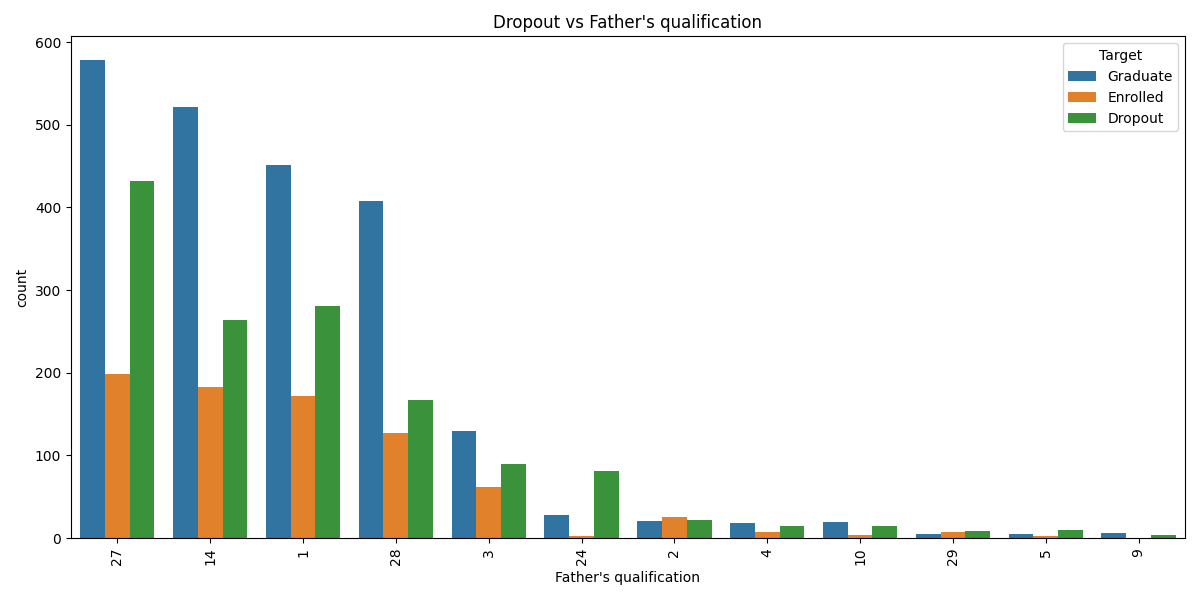 Dropout vs Father's qualification
600
500
400
300
200
100
0
count
Target
Graduate
Enrolled
Dropout
27
14
1
28
3
24
2
4
10
29
5
9
Father's qualification